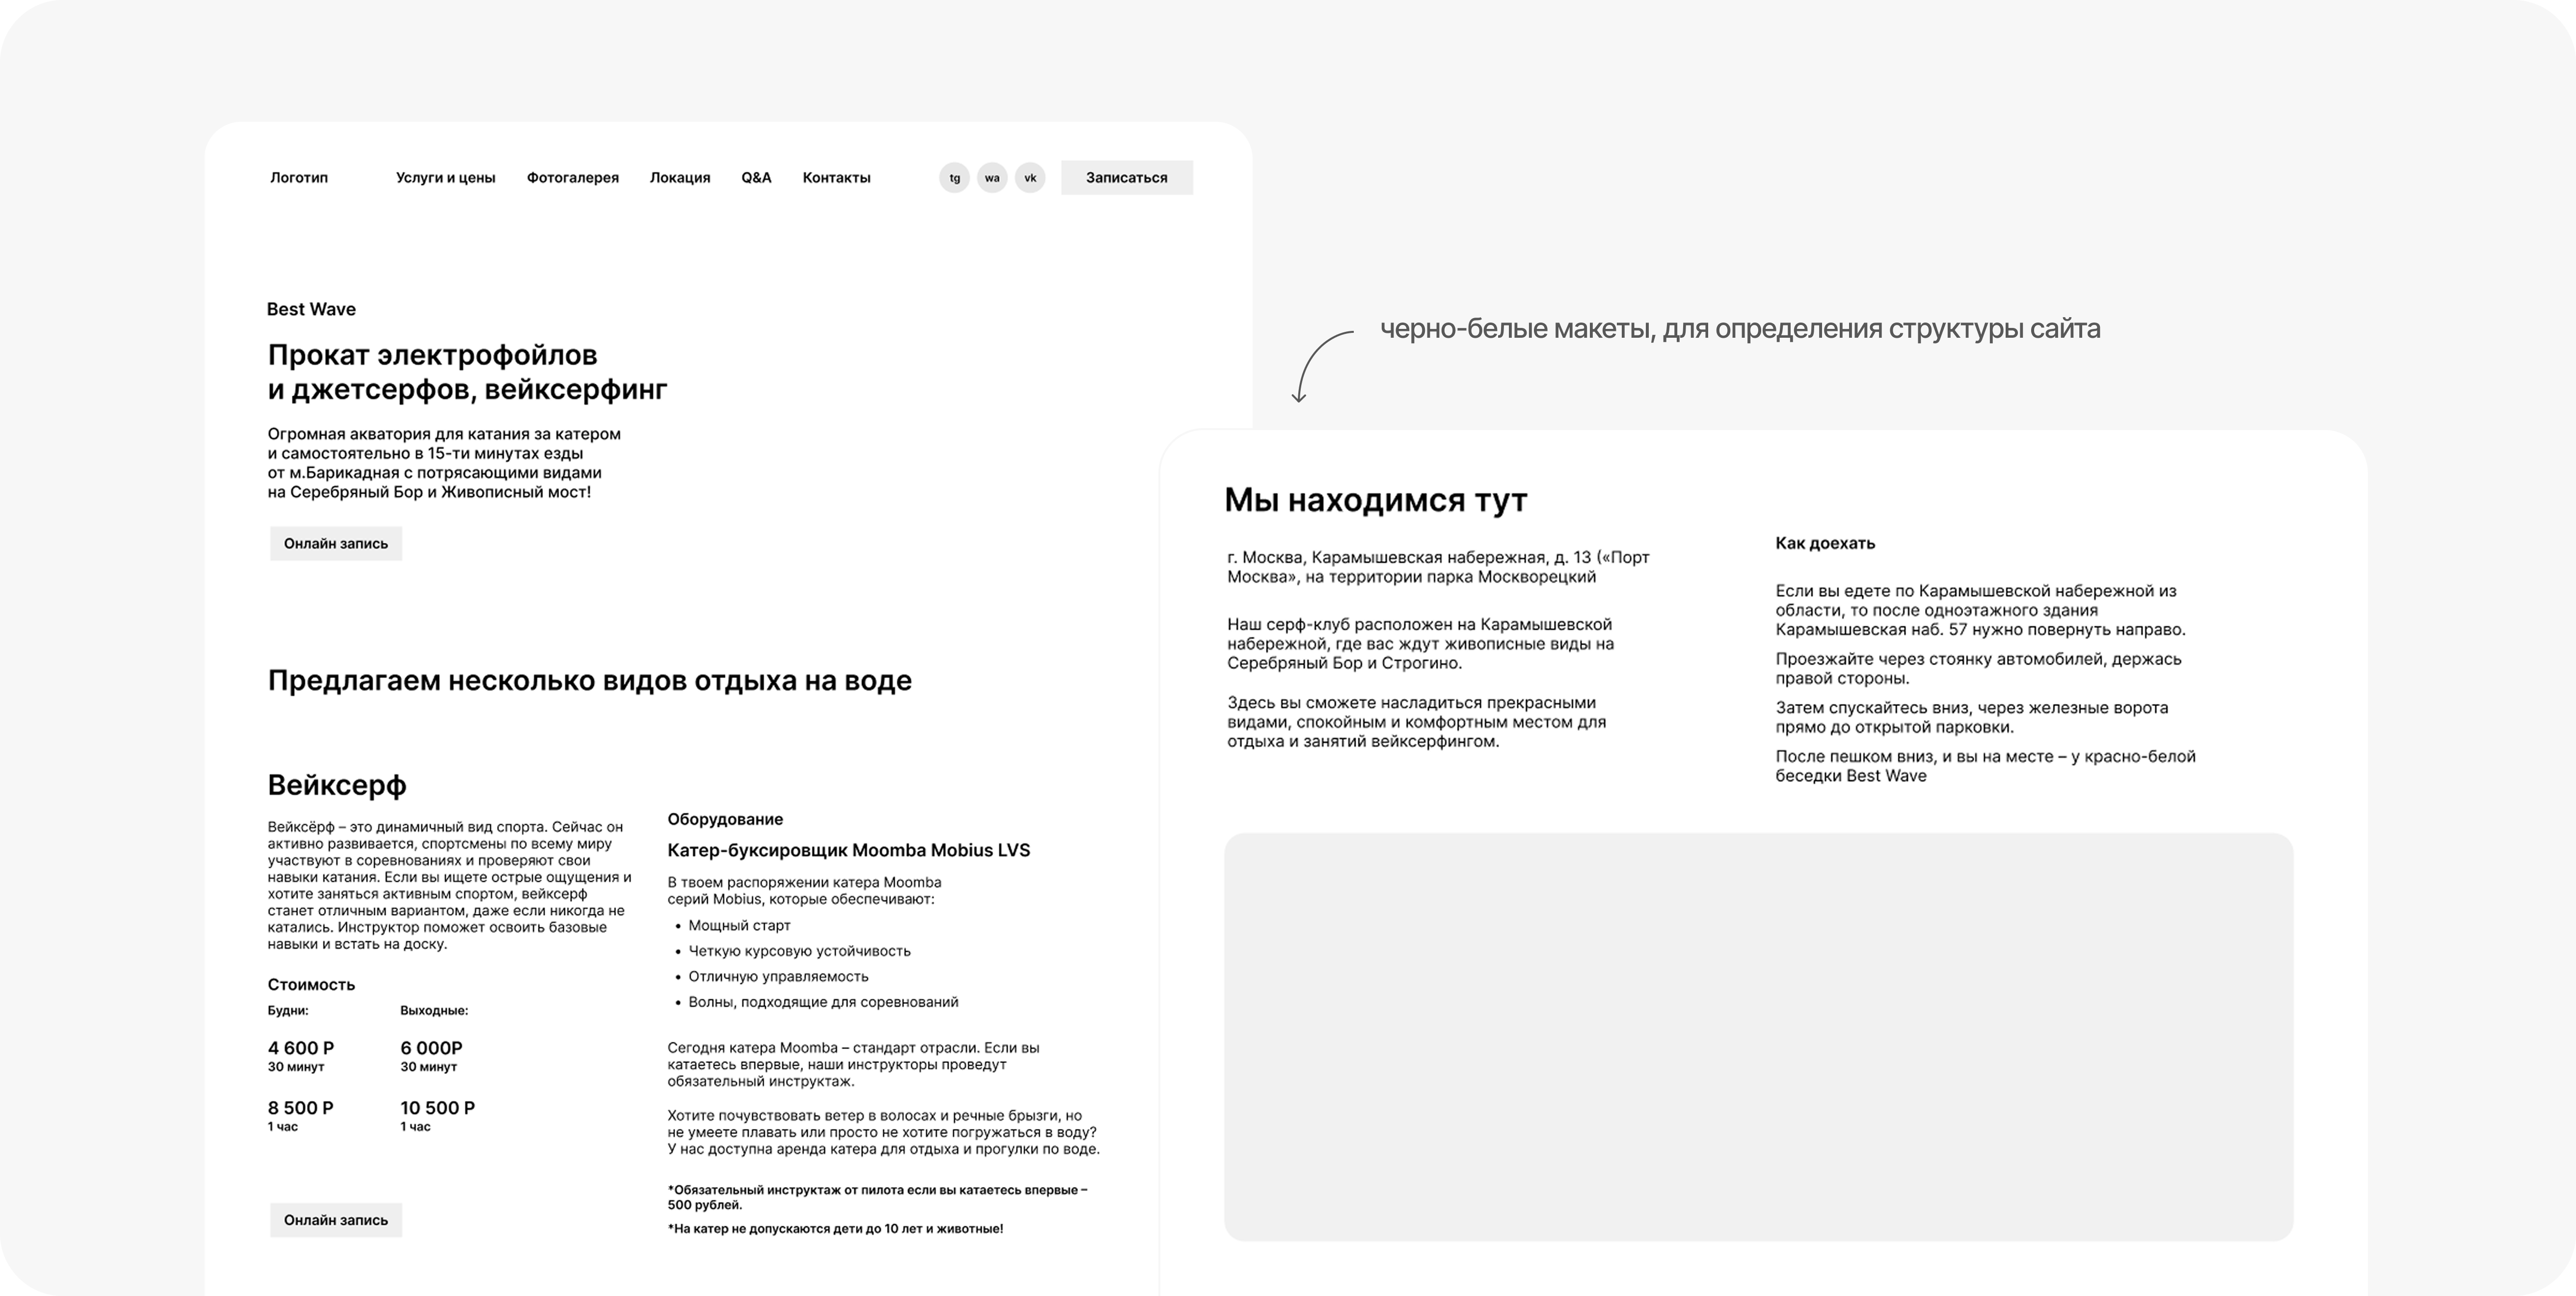 Логотип
Услуги и цены
Фотогалерея
Локация
Q&A
Контакты
tg
wa
vk
Записаться
Best Wave
Прокат электрофойлов
и джетсерфов, вейксерфинг
Огромная акватория для катания за катером
и самостоятельно в 15-ти минутах езды
от м.Барикадная с потрясающими видами
на Серебряный Бор и Живописный мост!
Онлайн запись
Предлагаем несколько видов отдыха на воде
Вейксерф
Вейксёрф – это динамичный вид спорта. Сейчас он
активно развивается, спортсмены по всему миру
участвуют в соревнованиях и проверяют свои
навыки катания. Если вы ищете острые ощущения и
хотите заняться активным спортом, вейксерф
станет отличным вариантом, даже если никогда не
катались. Инструктор поможет освоить базовые
навыки и встать на доску.
Стоимость
Будни:
Выходные:
4 600 Р
30 минут
6 000Р
30 минут
8 500 Р
1 час
10 500 Р
1 час
Онлайн запись
Оборудование
Катер-буксировщик Moomba Mobius LVS
В твоем распоряжении катера Moomba
серий Mobius, которые обеспечивают:
• Мощный старт
• Четкую курсовую устойчивость
• Отличную управляемость
• Волны, подходящие для соревнований
Сегодня катера Moomba – стандарт отрасли. Если вы
катаетесь впервые, наши инструкторы проведут
обязательный инструктаж.
Хотите почувствовать ветер в волосах и речные брызги, но
не умеете плавать или просто не хотите погружаться в воду?
У нас доступна аренда катера для отдыха и прогулки по воде.
*Обязательный инструктаж от пилота если вы катаетесь впервые –
500 рублей.
*На катер не допускаются дети до 10 лет и животные!
черно-белые макеты, для определения структуры сайта
Мы находимся тут
г. Москва, Карамышевская набережная, д. 13 («Порт
Москва», на территории парка Москворецкий
Наш серф-клуб расположен на Карамышевской
набережной, где вас ждут живописные виды на
Серебряный Бор и Строгино.
Здесь вы сможете насладиться прекрасными
видами, спокойным и комфортным местом для
отдыха и занятий вейксерфингом.
Как доехать
Если вы едете по Карамышевской набережной из
области, то после одноэтажного здания
Карамышевская наб. 57 нужно повернуть направо.
Проезжайте через стоянку автомобилей, держась
правой стороны.
Затем спускайтесь вниз, через железные ворота
прямо до открытой парковки.
После пешком вниз, и вы на месте – у красно-белой
беседки Best Wave